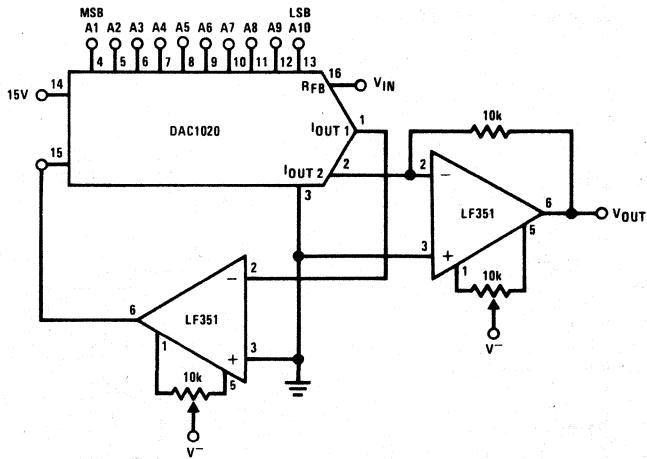 MSB LSB
A1 A2 A3 A4 A5 A6 A7 A8 A9 A10
4 5 6 7 8 9 10 11 12 13
15V 14
16
RFB VIN
DAC1020
IOUT 1 1
15
IOUT 2 2
3
10k
2
−
LF351
6 VOUT
5
3
+
1
10k
V−
2
−
6
LF351
1
3
+
5
10k
V−